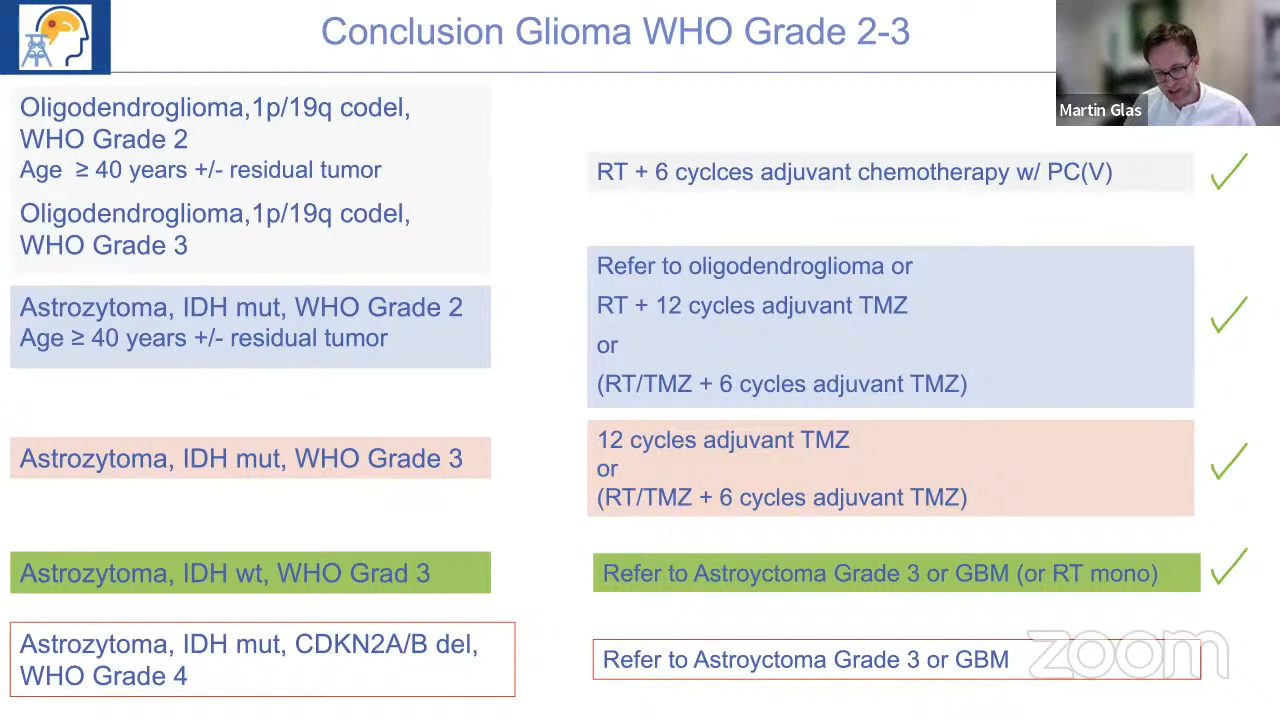 Conclusion Glioma WHO Grade 2-3
Martin Glas
Oligodendroglioma,1p/19q codel,
WHO Grade 2
Age ≥ 40 years +/- residual tumor
Oligodendroglioma,1p/19q codel,
WHO Grade 3
RT + 6 cyclces adjuvant chemotherapy w/ PC(V)
Astrozytoma, IDH mut, WHO Grade 2
Age ≥ 40 years +/- residual tumor
Refer to oligodendroglioma or
RT + 12 cycles adjuvant TMZ
or
(RT/TMZ + 6 cycles adjuvant TMZ)
Astrozytoma, IDH mut, WHO Grade 3
12 cycles adjuvant TMZ
or
(RT/TMZ + 6 cycles adjuvant TMZ)
Astrozytoma, IDH wt, WHO Grad 3
Refer to Astroyctoma Grade 3 or GBM (or RT mono)
Astrozytoma, IDH mut, CDKN2A/B del,
WHO Grade 4
Refer to Astroyctoma Grade 3 or GBM
zoom